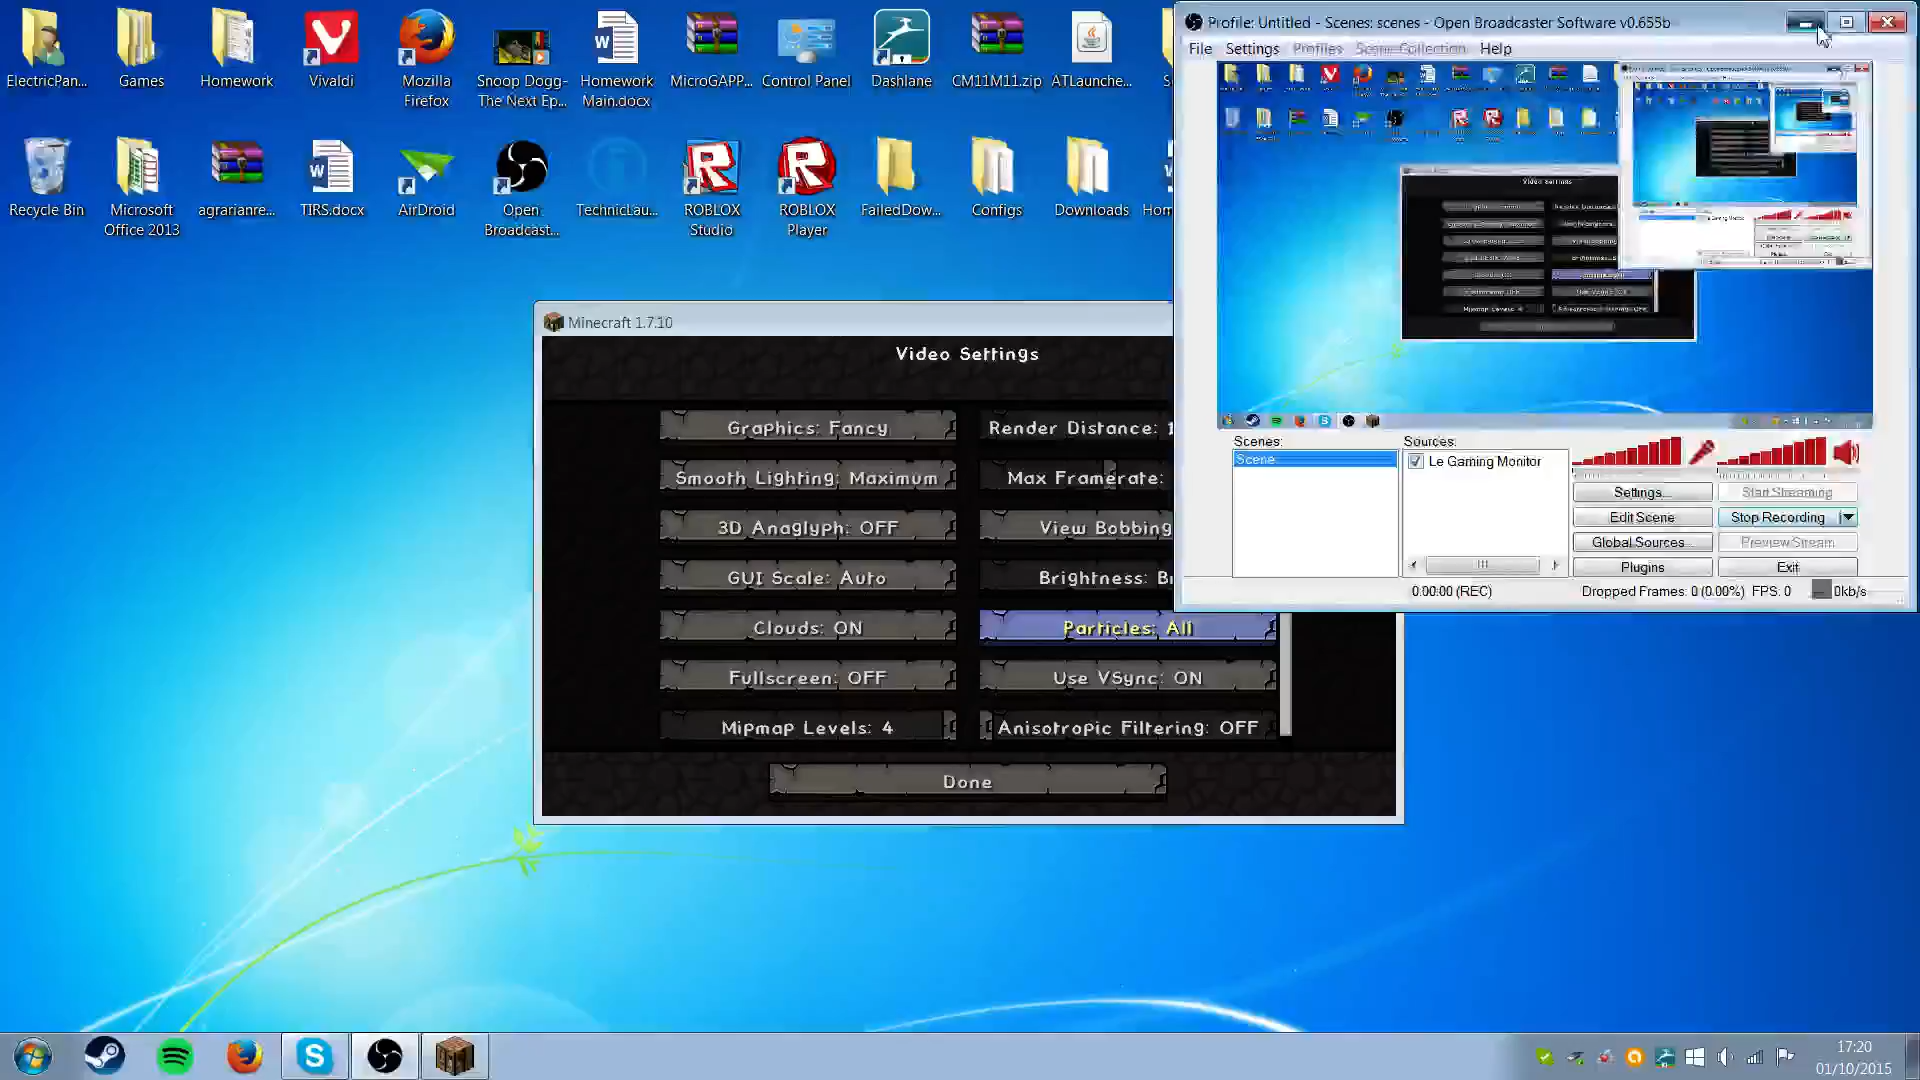 Profile: Untitled - Scenes: scenes - Open Broadcaster Software v0.655b
File Settings Profiles Scene Collection Help
ElectricPan...
Games
Homework
Vivaldi
Mozilla
Firefox
Snoop Dogg-
The Next Ep...
Homework
Main.docx
MicroGAPP...
Control Panel
Dashlane
CM11M11.zip
ATLaunche...
Recycle Bin
Microsoft
Office 2013
agrarianre...
TIRS.docx
AirDroid
Open
Broadcast...
TechnicLau...
ROBLOX
Studio
ROBLOX
Player
FailedDow...
Configs
Downloads
Hom
Video Settings
Minecraft 1.7.10
Video Settings
Graphics: Fancy
Render Distance: 1
Smooth Lighting: Maximum
Max Framerate:
3D Anaglyph: OFF
View Bobbing
GUI Scale: Auto
Brightness: Br
Clouds: ON
Particles: All
Fullscreen: OFF
Use VSync: ON
Mipmap Levels: 4
Anisotropic Filtering: OFF
Done
Scenes:
Scene
Sources:
Le Gaming Monitor
Settings...
Start Streaming
Edit Scene
Stop Recording
Global Sources...
Preview Stream
Plugins
Exit
0:00:00 (REC)
Dropped Frames: 0 (0.00%) FPS: 0
0kb/s
17:20
01/10/2015